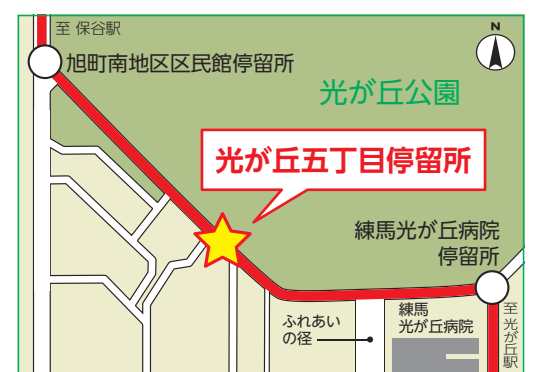 至 保谷駅
旭町南地区区民館停留所
N
光が丘公園
光が丘五丁目停留所
練馬光が丘病院
停留所
ふれあい
の径
練馬
光が丘病院
至光が丘駅